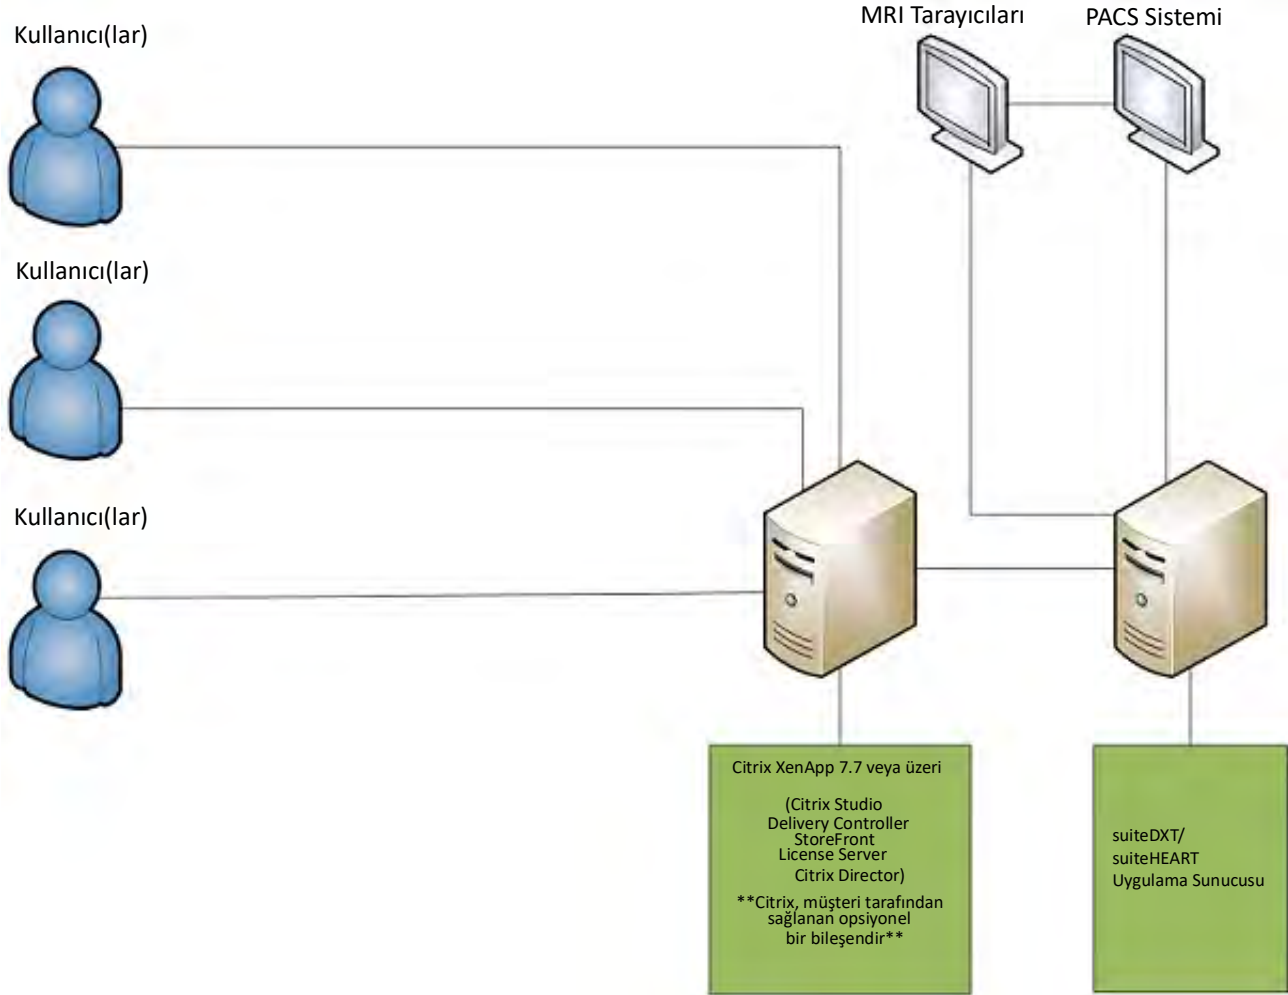 MRI Tarayıcıları
PACS Sistemi
Kullanıcı(lar)
Kullanıcı(lar)
Kullanıcı(lar)
Citrix XenApp 7.7 veya üzeri
(Citrix Studio
Delivery Controller
StoreFront
License Server
Citrix Director)
**Citrix, müşteri tarafından
sağlanan opsiyonel
bir bileşendir**
suiteDXT/
suiteHEART
Uygulama Sunucusu